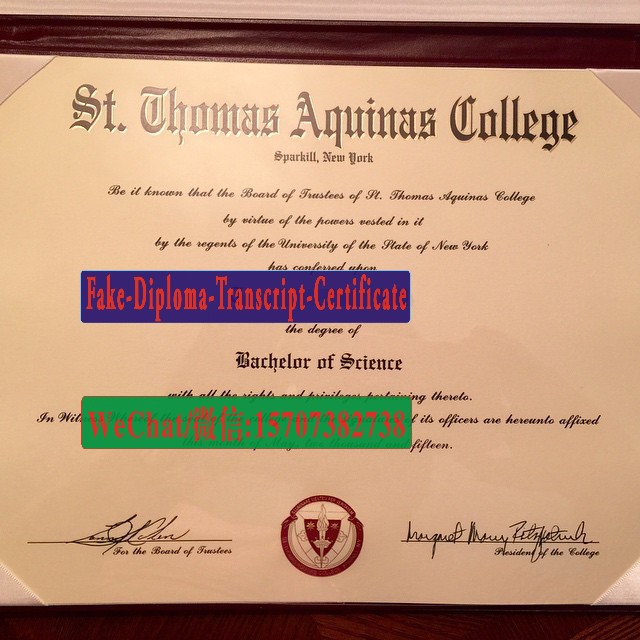 St. Thomas Aquinas College
Sparkill, New York
Be it known that the Board of Trustees of St. Thomas Aquinas College
by virtue of the powers vested in it
by the regents of the University of the State of New York
has conferred upon
Fake-Diploma-Transcript-Certificate
the degree of
Bachelor of Science
with all the rights and privileges pertaining thereto.
In its officers are hereunto affixed
WeChat/微信:15707382738
fifteen.
For the Board of Trustees
President of the College